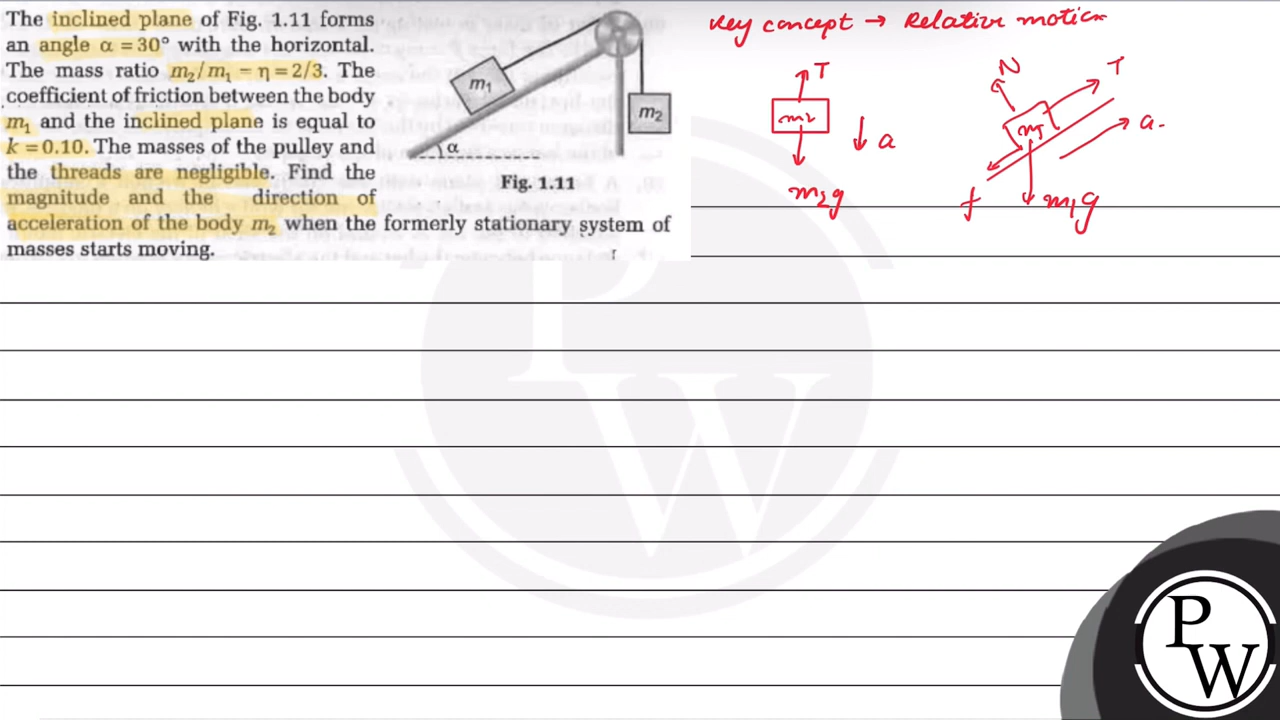 The inclined plane of Fig. 1.11 forms
an angle α = 30° with the horizontal.
The mass ratio m₂/m₁ = η = 2/3. The
coefficient of friction between the body
m₁ and the inclined plane is equal to
k = 0.10. The masses of the pulley and
the threads are negligible. Find the
magnitude and the direction of
acceleration of the body m₂ when the formerly stationary system of
masses starts moving.
m₁
m₂
α
Fig. 1.11
Key concept → Relative motion
T
m₂
a
m₂g
N
T
m₁
a.
f
m₁g
PW
PW